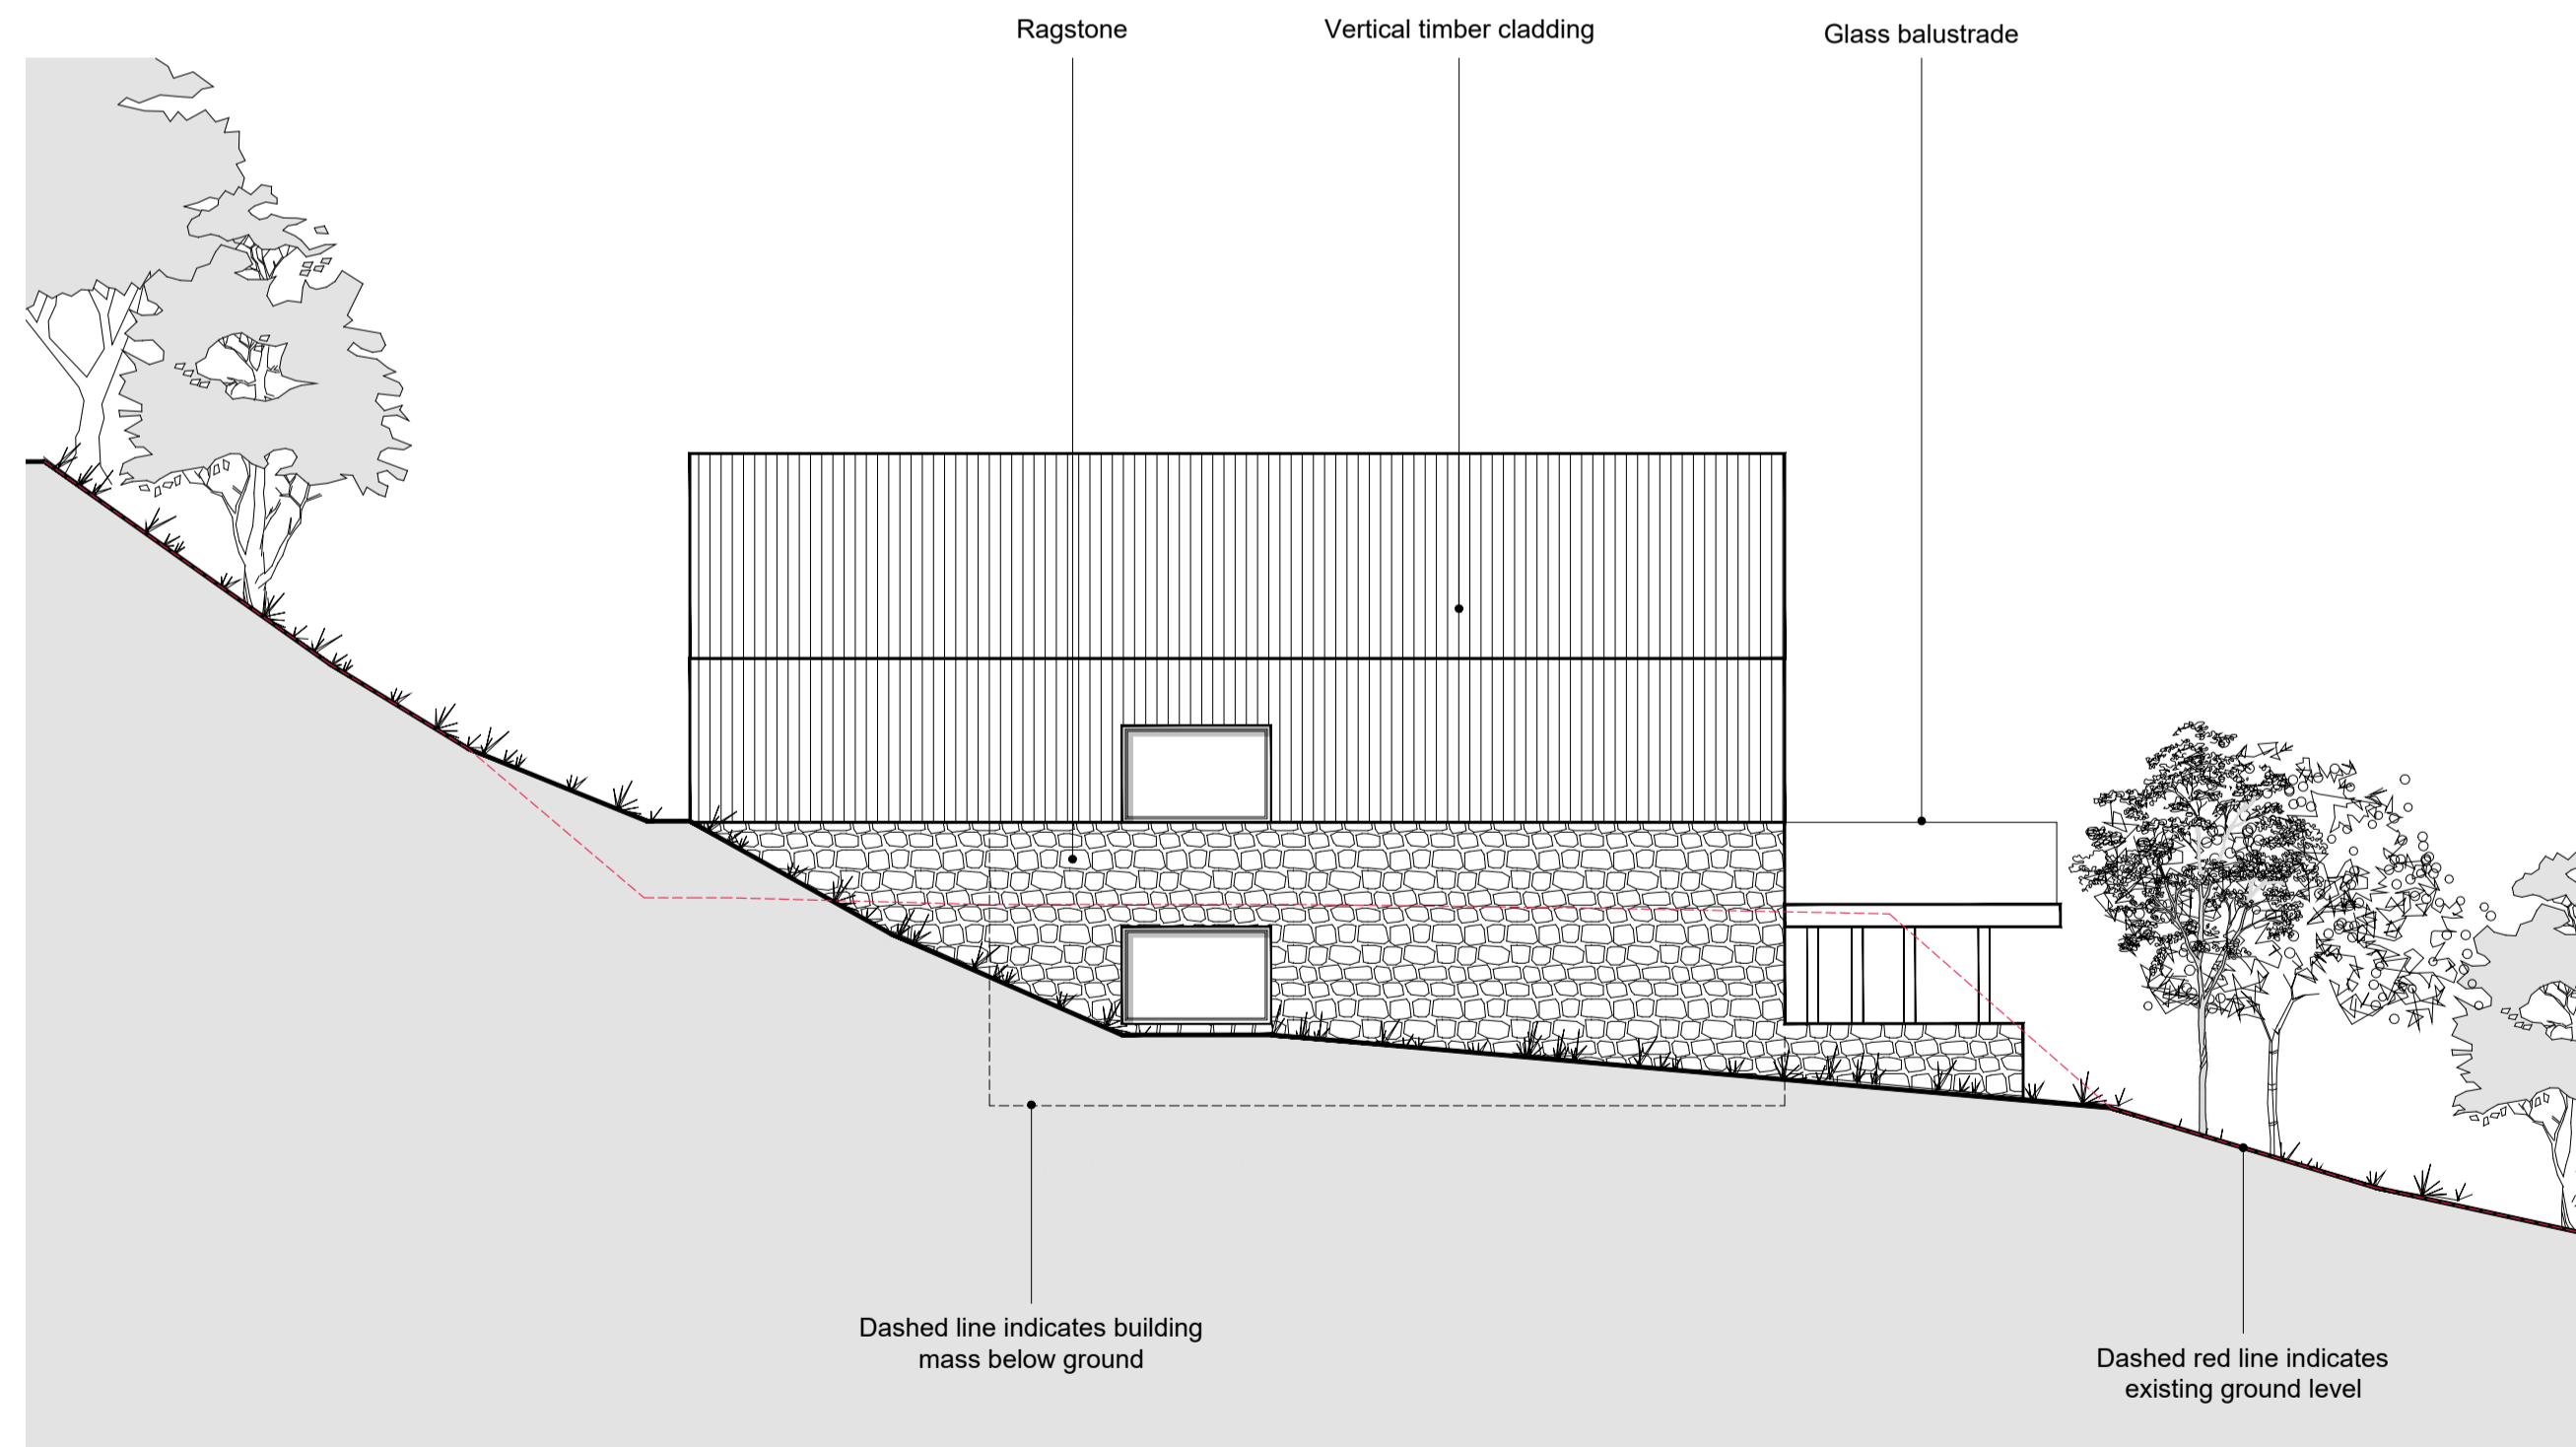 Ragstone
Vertical timber cladding
Glass balustrade
Dashed line indicates building
mass below ground
Dashed red line indicates
existing ground level